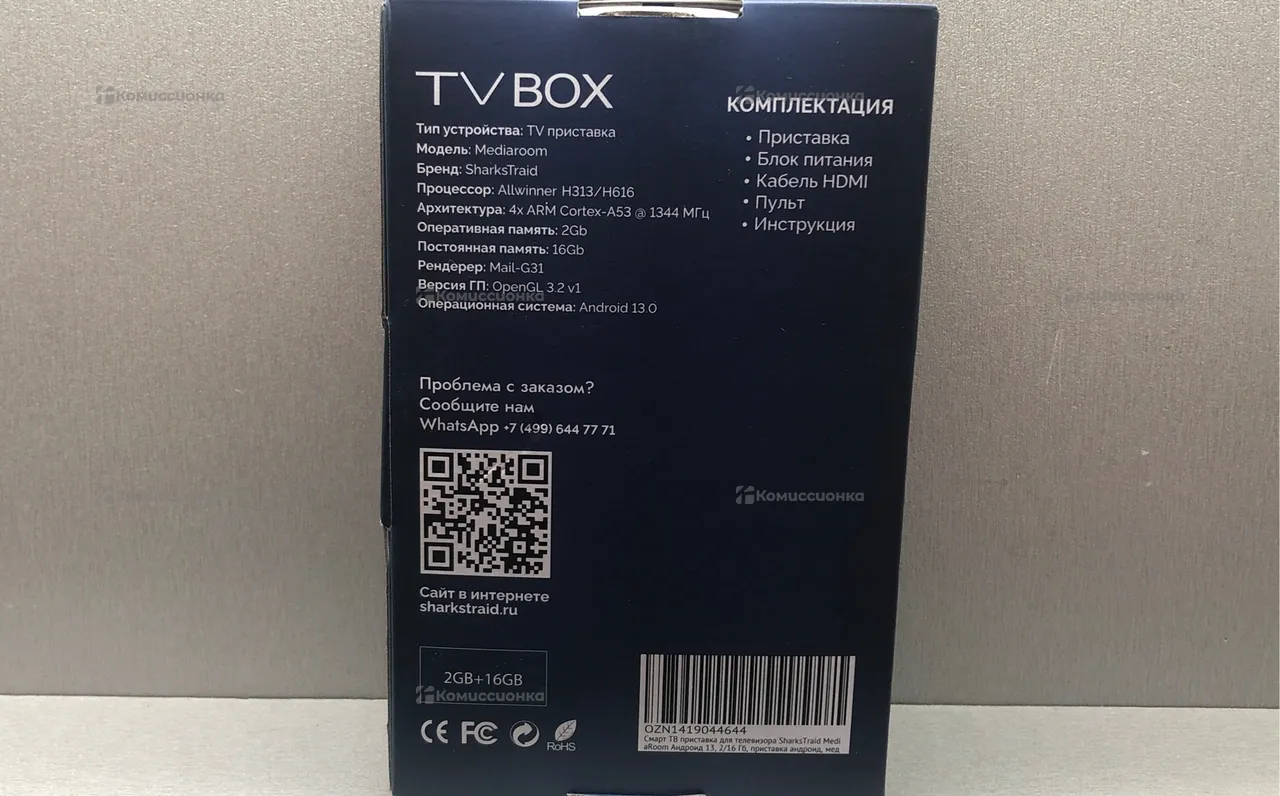 TV BOX
Тип устройства: TV приставка
Модель: Mediaroom
Бренд: SharksTraid
Процессор: Allwinner H313/H616
Архитектура: 4x ARM Cortex-A53 @ 1344 МГц
Оперативная память: 2Gb
Постоянная память: 16Gb
Рендерер: Mail-G31
Версия ГП: OpenGL 3.2 v1
Операционная система: Android 13.0
КОМПЛЕКТАЦИЯ
• Приставка
• Блок питания
• Кабель HDMI
• Пульт
• Инструкция
Проблема с заказом?
Сообщите нам
WhatsApp +7 (499) 644 77 71
Сайт в интернете
sharkstraid.ru
2GB+16GB
CE FC RoHS
OZN1419044644
Смарт ТВ приставка для телевизора SharksTraid Medi
aRoom Андроид 13, 2/16 Гб, приставка андроид, мед
Комиссионка
Комиссионка
Комиссионка
Комиссионка
Комиссионка